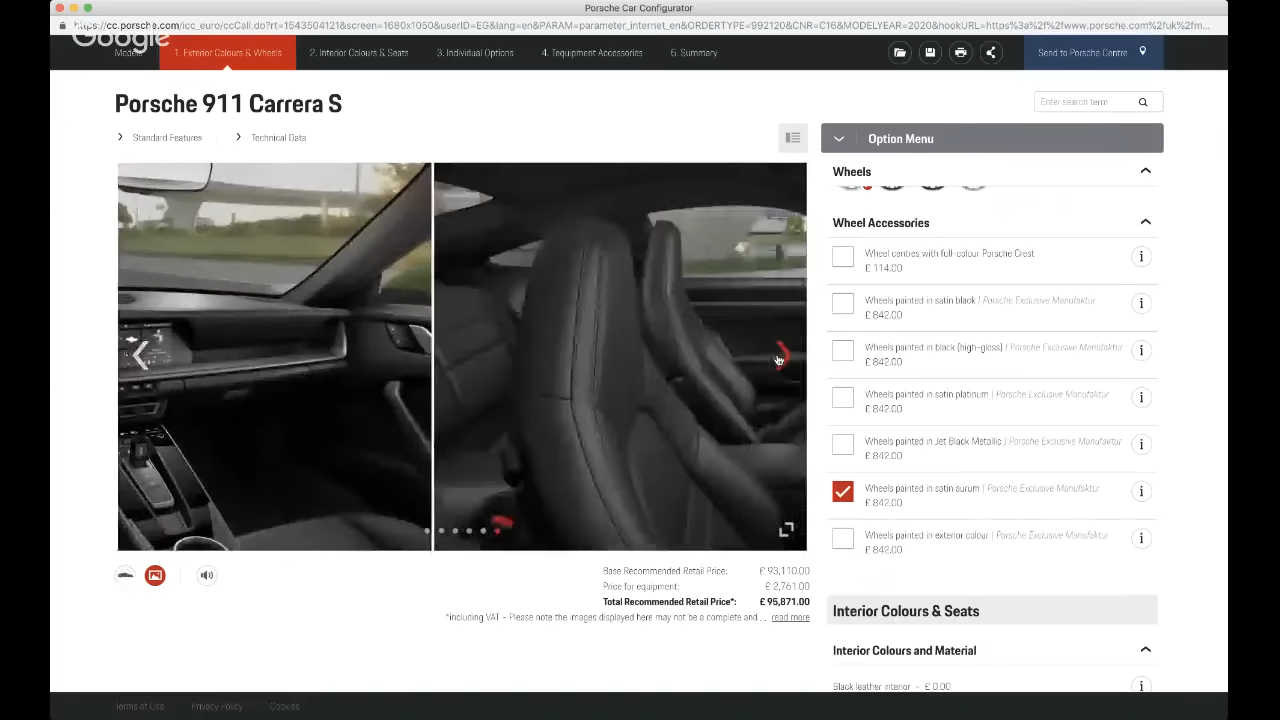 Porsche Car Configurator
https://cc.porsche.com/icc_euro/ccCall.do?rt=1543504121&screen=1680x1050&userID=EG&lang=en&PARAM=parameter_internet_en&ORDERTYPE=992120&CNR=C16&MODELYEAR=2020&hookURL=https%3a%2f%2fwww.porsche.com%2fuk%2fm...
Google
Models
1. Exterior Colours & Wheels
2. Interior Colours & Seats
3. Individual Options
4. Tequipment Accessories
5. Summary
Send to Porsche Centre
Porsche 911 Carrera S
Enter search term
Standard Features
Technical Data
Option Menu
Wheels
Wheel Accessories
Wheel centres with full-colour Porsche Crest
£ 114.00
Wheels painted in satin black | Porsche Exclusive Manufaktur
£ 842.00
Wheels painted in black (high-gloss) | Porsche Exclusive Manufaktur
£ 842.00
Wheels painted in satin platinum | Porsche Exclusive Manufaktur
£ 842.00
Wheels painted in Jet Black Metallic | Porsche Exclusive Manufaktur
£ 842.00
Wheels painted in satin aurum | Porsche Exclusive Manufaktur
£ 842.00
Wheels painted in exterior colour | Porsche Exclusive Manufaktur
£ 842.00
Base Recommended Retail Price: £ 93,110.00
Price for equipment: £ 2,761.00
Total Recommended Retail Price*: £ 95,871.00
*including VAT - Please note the images displayed here may not be a complete and ... read more
Interior Colours & Seats
Interior Colours and Material
Black leather interior - £ 0.00
Terms of Use
Privacy Policy
Cookies